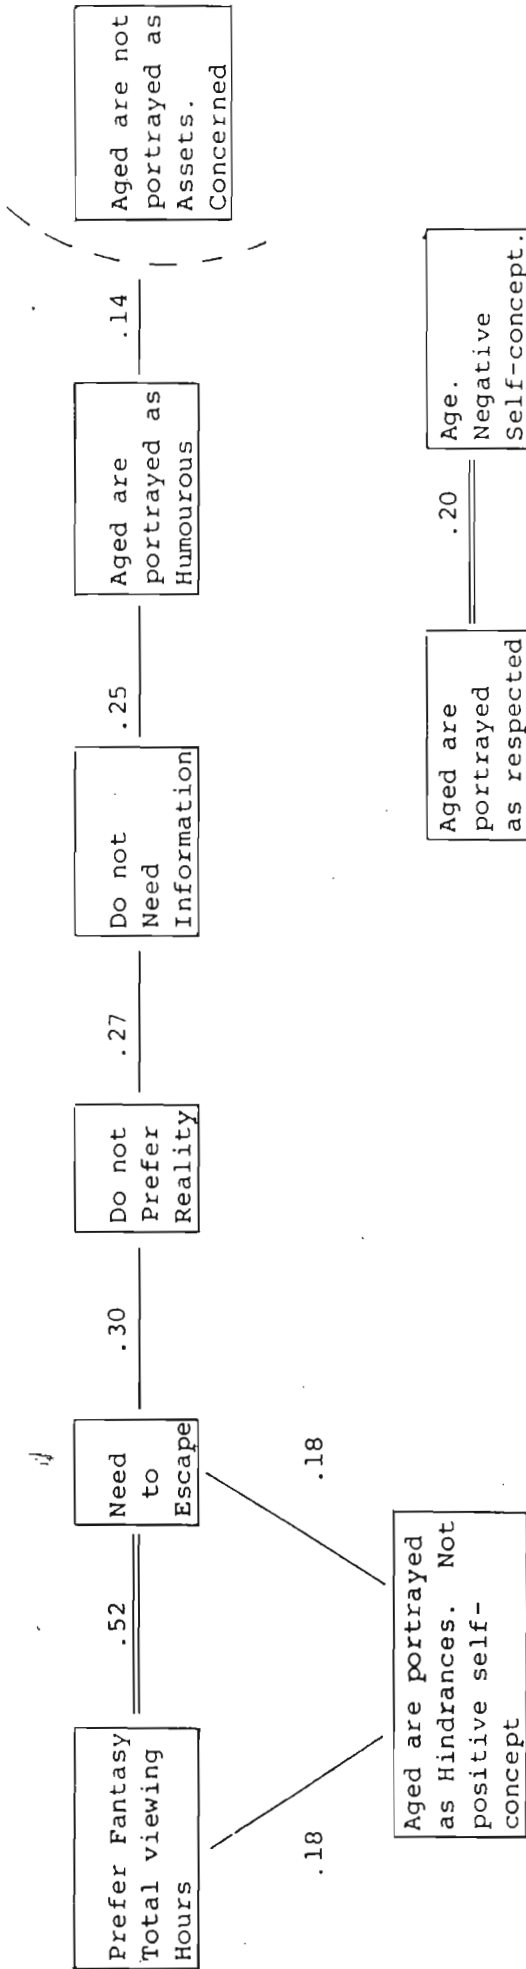 Prefer Fantasy
Total viewing
Hours
.52
Need
to
Escape
.30
Do not
Prefer
Reality
.27
Do not
Need
Information
.25
Aged are
portrayed as
Humourous
.14
Aged are not
portrayed as
Assets.
Concerned
.18
.18
Aged are portrayed
as Hindrances. Not
positive self-
concept
Aged are
portrayed
as respected
.20
Age.
Negative
Self-concept.